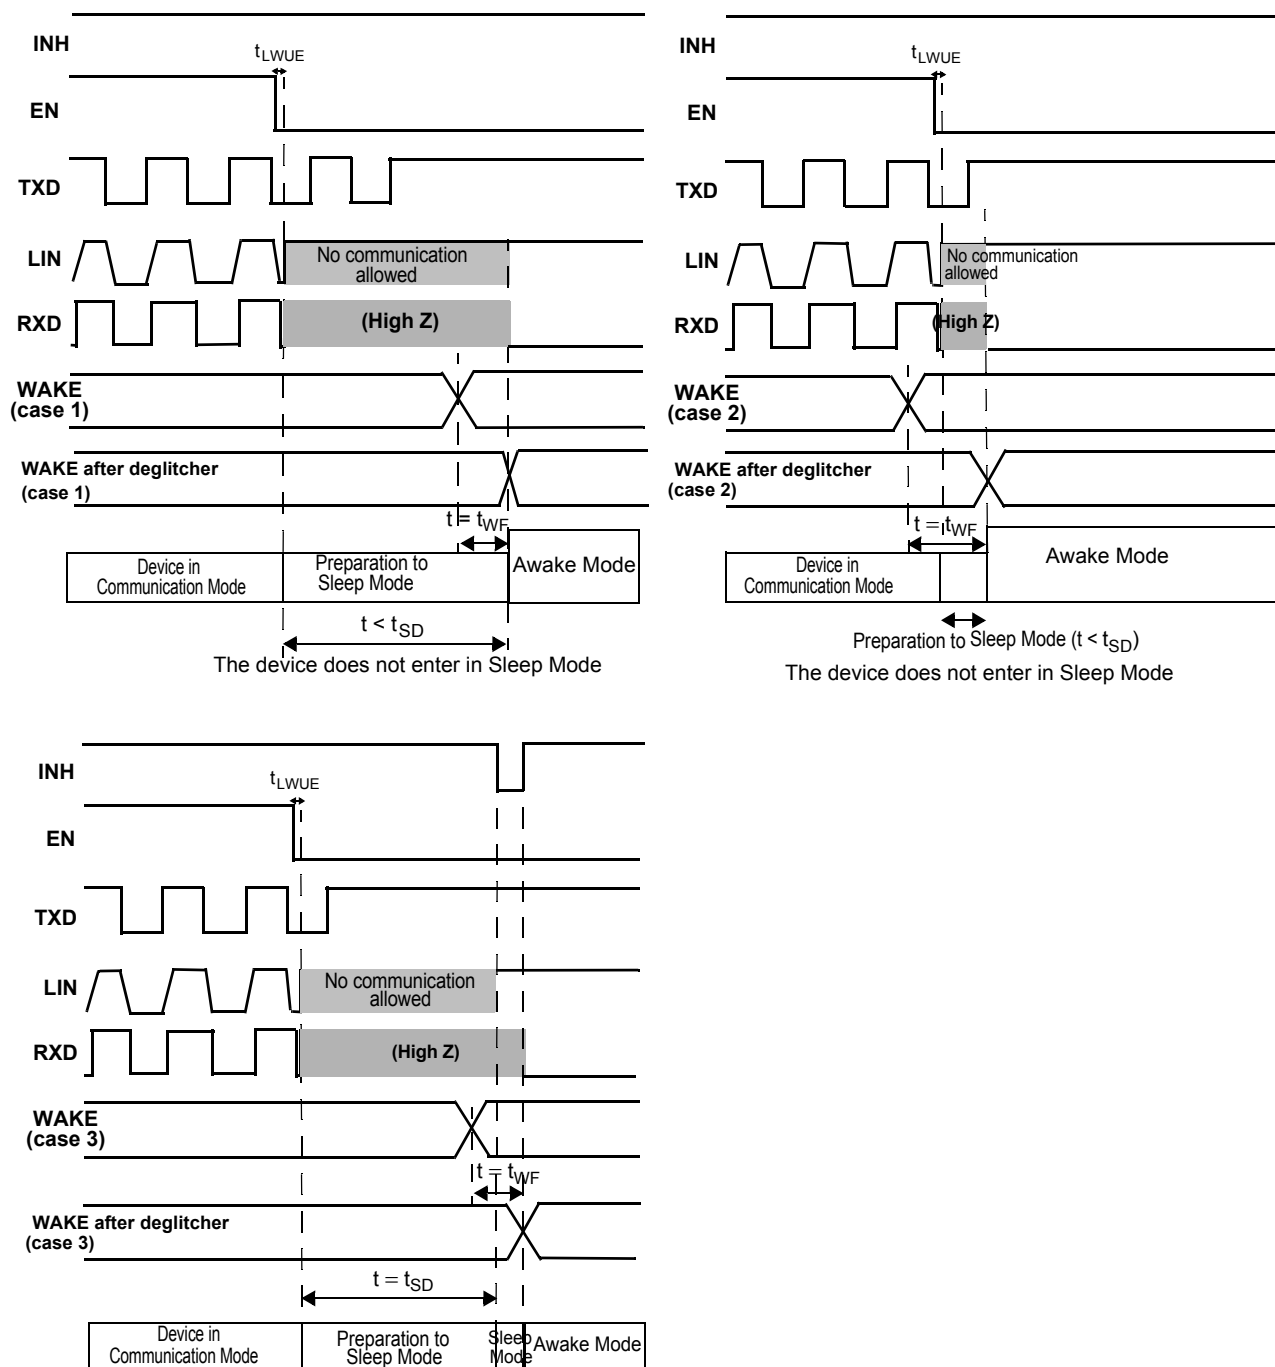 INH
tLWUE
EN
TXD
LIN
No communication
allowed
RXD
(High Z)
WAKE
(case 1)
WAKE after deglitcher
(case 1)
t = tWF
Device in
Communication Mode
Preparation to
Sleep Mode
Awake Mode
t < tSD
The device does not enter in Sleep Mode
INH
tLWUE
EN
TXD
LIN
No communication
allowed
RXD
(High Z)
WAKE
(case 2)
WAKE after deglitcher
(case 2)
t = tWF
Device in
Communication Mode
Awake Mode
Preparation to Sleep Mode (t < tSD)
The device does not enter in Sleep Mode
INH
tLWUE
EN
TXD
LIN
No communication
allowed
RXD
(High Z)
WAKE
(case 3)
t = tWF
WAKE after deglitcher
(case 3)
t = tSD
Device in
Communication Mode
Preparation to
Sleep Mode
Sleep
Mode
Awake Mode